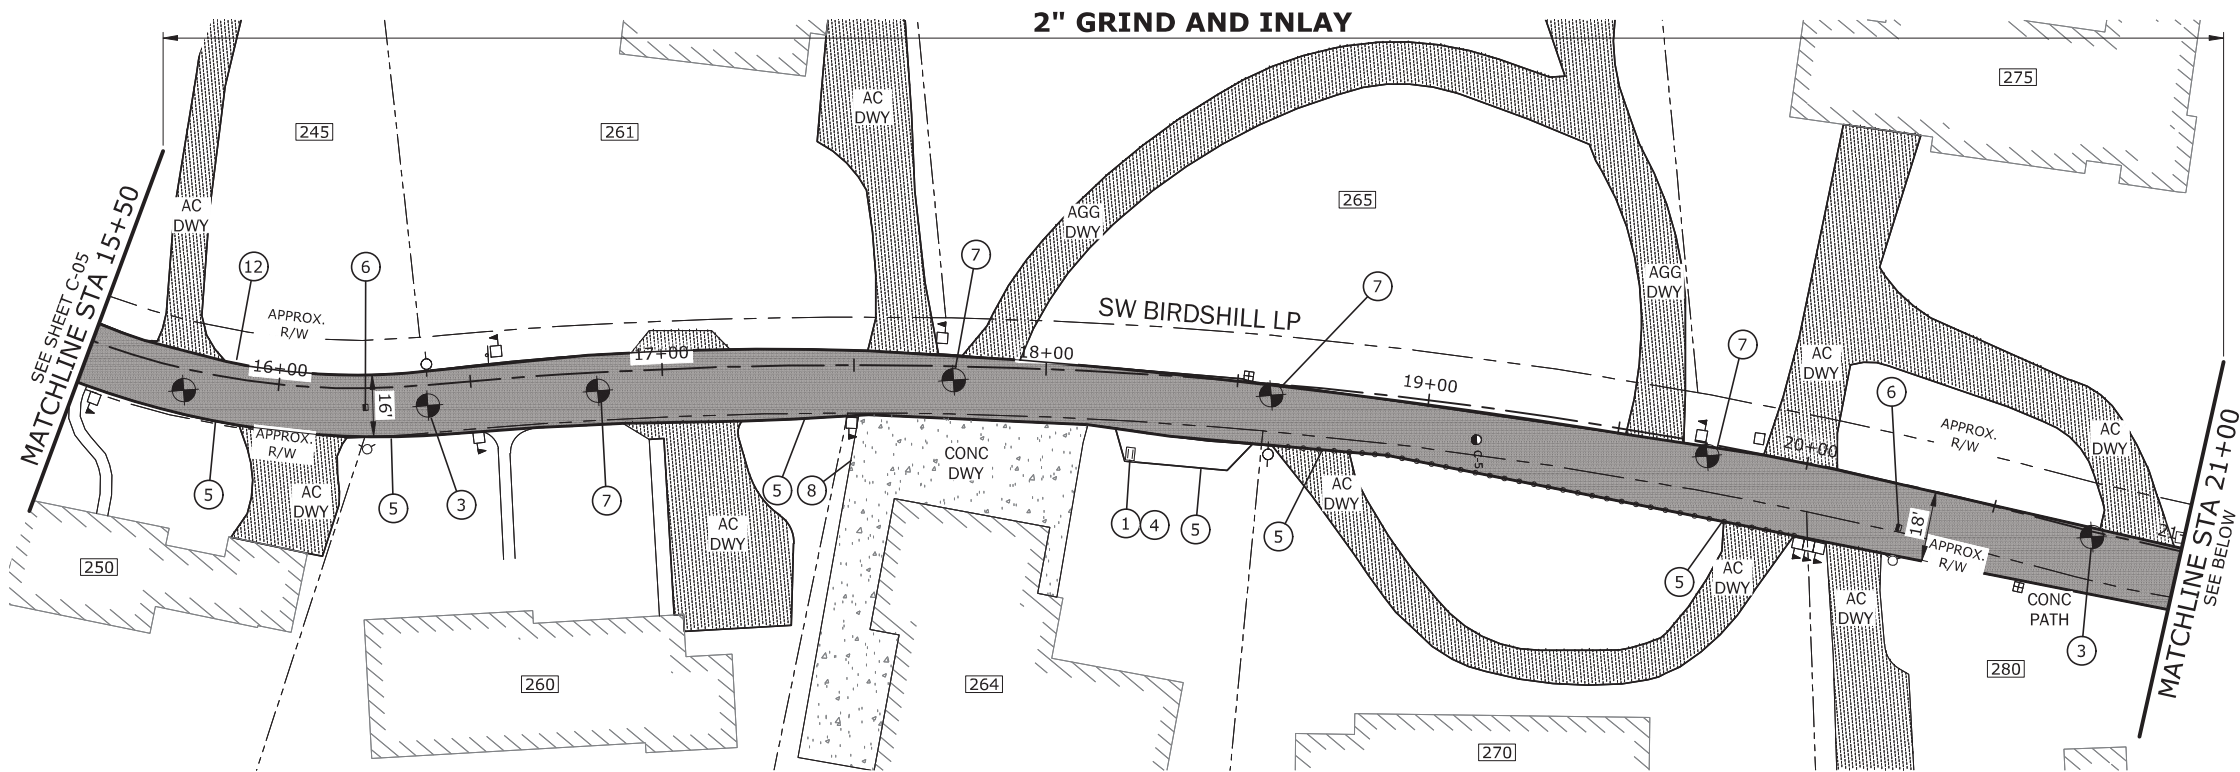 2" GRIND AND INLAY
245
261
AC
DWY
265
275
AC
DWY
AGG
DWY
AGG
DWY
AC
DWY
AC
DWY
MATCHLINE STA 15+50
SEE SHEET C-05
12
6
7
7
7
6
APPROX.
R/W
SW BIRDSHILL LP
APPROX.
R/W
16+00
17+00
18+00
19+00
20+00
21
16'
18'
C-5
APPROX.
R/W
APPROX.
R/W
MATCHLINE STA 21+00
SEE BELOW
AC
DWY
AC
DWY
CONC
DWY
AC
DWY
AC
DWY
AC
DWY
CONC
PATH
5
5
3
7
5
8
1
4
5
5
5
3
250
260
264
270
280